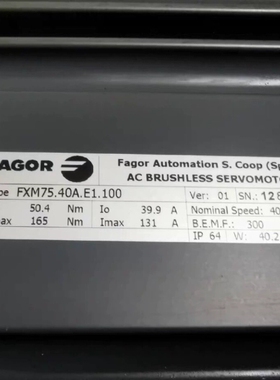 AGOR
Fagor Automation S. Coop (Sp
AC BRUSHLESS SERVOMOTO
pe FXM75.40A.E1.100
Ver: 01 SN.: 128
50.4 Nm Io 39.9 A
Nominal Speed: 40
ax 165 Nm Imax 131 A
B.E.M.F.: 300
IP 64 W: 40.2